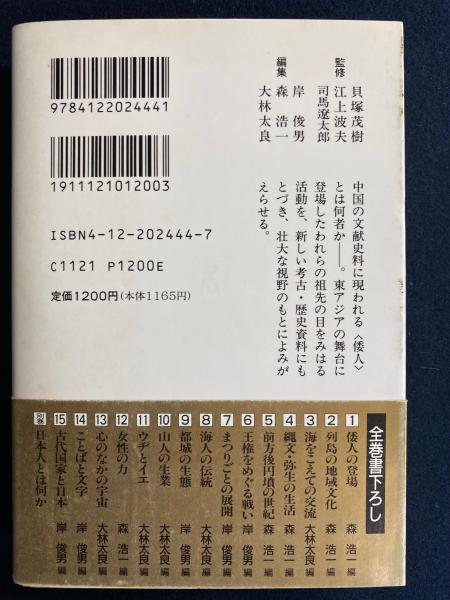 監修
貝塚茂樹
江上波夫
司馬遼太郎
編集
岸 俊男
森 浩一
大林太良
9784122024441
1911121012003
ISBN4-12-202444-7
C1121 P1200E
定価1200円(本体1165円)
中国の文献史料に現われる〈倭人〉
とは何者か——。東アジアの舞台に
登場したわれらの祖先の目をみはる
活動を、新しい考古・歴史資料にも
とづき、壮大な視野のもとによみが
えらせる。
全巻書下ろし
1 倭人の登場 森 浩一編
2 列島の地域文化 森 浩一編
3 海をこえての交流 大林太良編
4 縄文・弥生の生活 森 浩一編
5 前方後円墳の世紀 森 浩一編
6 王権をめぐる戦い 岸 俊男編
7 まつりごとの展開 岸 俊男編
8 海人の伝統 大林太良編
9 都城の生態 岸 俊男編
10 山人の生業 大林太良編
11 ウヂとイエ 大林太良編
12 女性の力 森 浩一編
13 心のなかの宇宙 大林太良編
14 ことばと文字 岸 俊男編
15 古代国家と日本 岸 俊男編
別巻 日本人とは何か 大林太良編